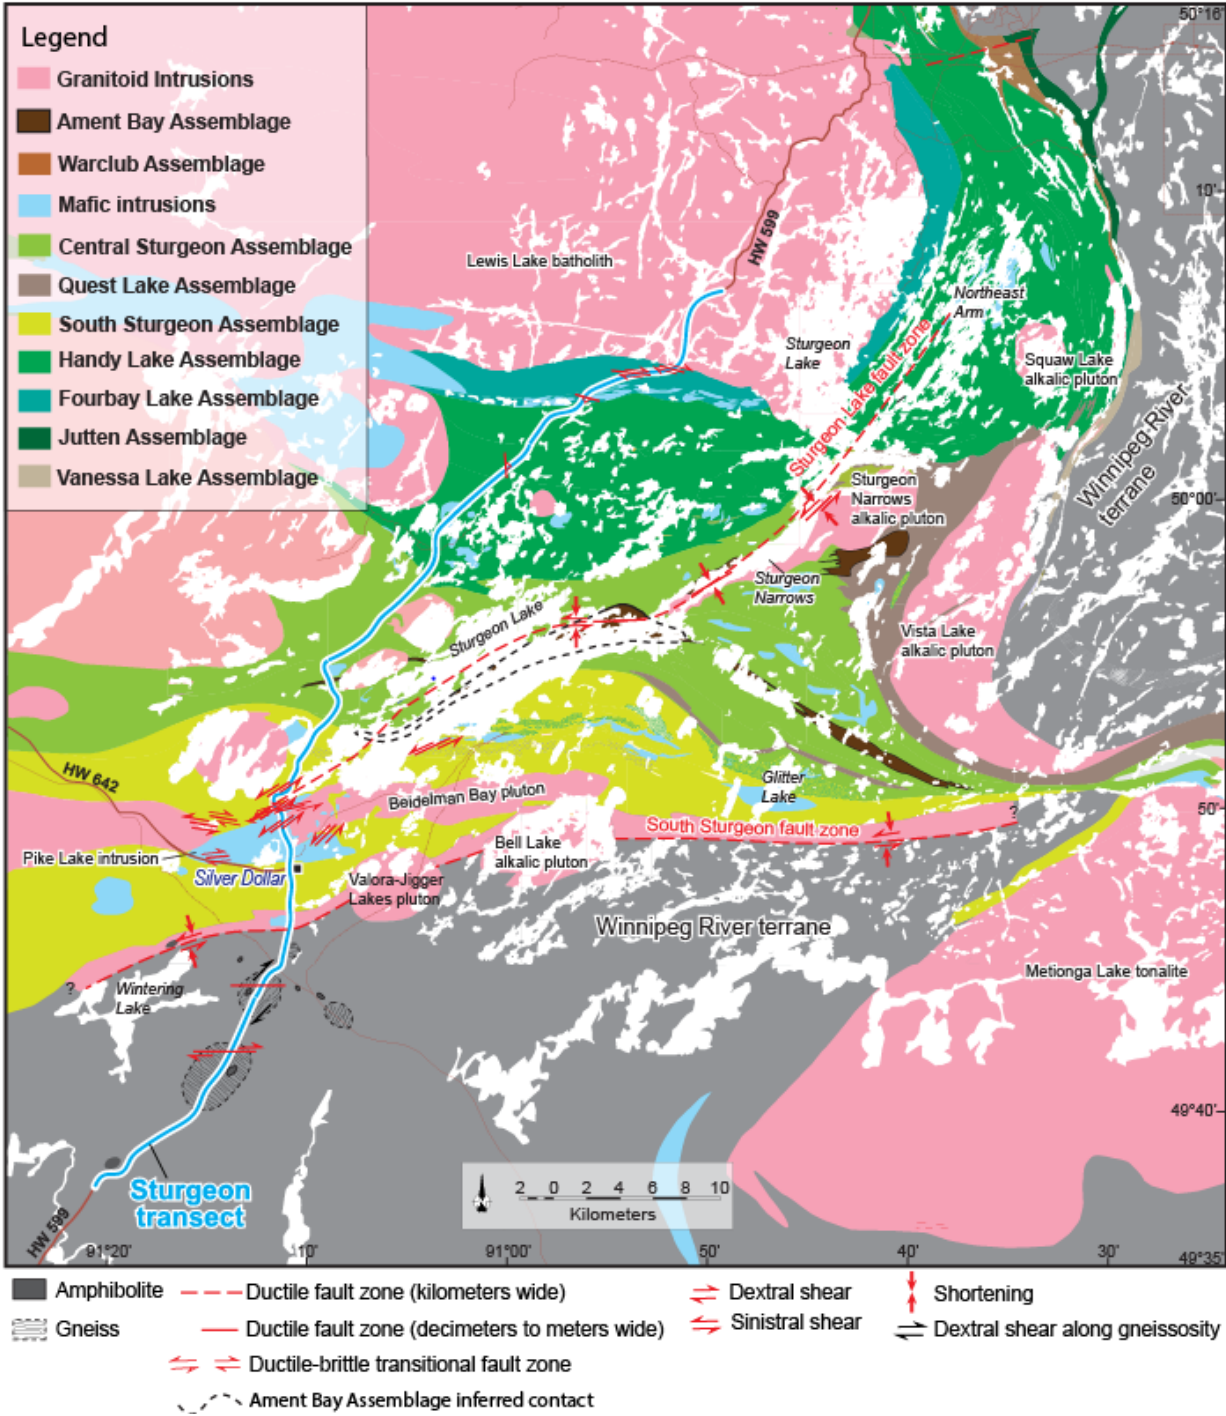 Legend
Granitoid Intrusions
Ament Bay Assemblage
Warclub Assemblage
Mafic intrusions
Central Sturgeon Assemblage
Quest Lake Assemblage
South Sturgeon Assemblage
Handy Lake Assemblage
Fourbay Lake Assemblage
Jutten Assemblage
Vanessa Lake Assemblage
50°16'
10'
HW 599
Lewis Lake batholith
Northeast
Arm
Sturgeon
Lake
Sturgeon Lake fault zone
Squaw Lake
alkalic pluton
Winnipeg River
terrane
Sturgeon
Narrows
alkalic pluton
50°00'
Sturgeon
Narrows
Sturgeon Lake
Vista Lake
alkalic pluton
HW 642
Glitter
Lake
Beidelman Bay pluton
50'
South Sturgeon fault zone
?
Bell Lake
alkalic pluton
Pike Lake intrusion
Silver Dollar
Valora-Jigger
Lakes pluton
Winnipeg River terrane
Metionga Lake tonalite
?
Wintering
Lake
49°40'
Sturgeon
transect
N
2 0 2 4 6 8 10
Kilometers
HW 599
91°20'
10'
91°00'
50'
40'
30'
49°35'
Amphibolite
Ductile fault zone (kilometers wide)
Dextral shear
Shortening
Gneiss
Ductile fault zone (decimeters to meters wide)
Sinistral shear
Dextral shear along gneissosity
Ductile-brittle transitional fault zone
Ament Bay Assemblage inferred contact